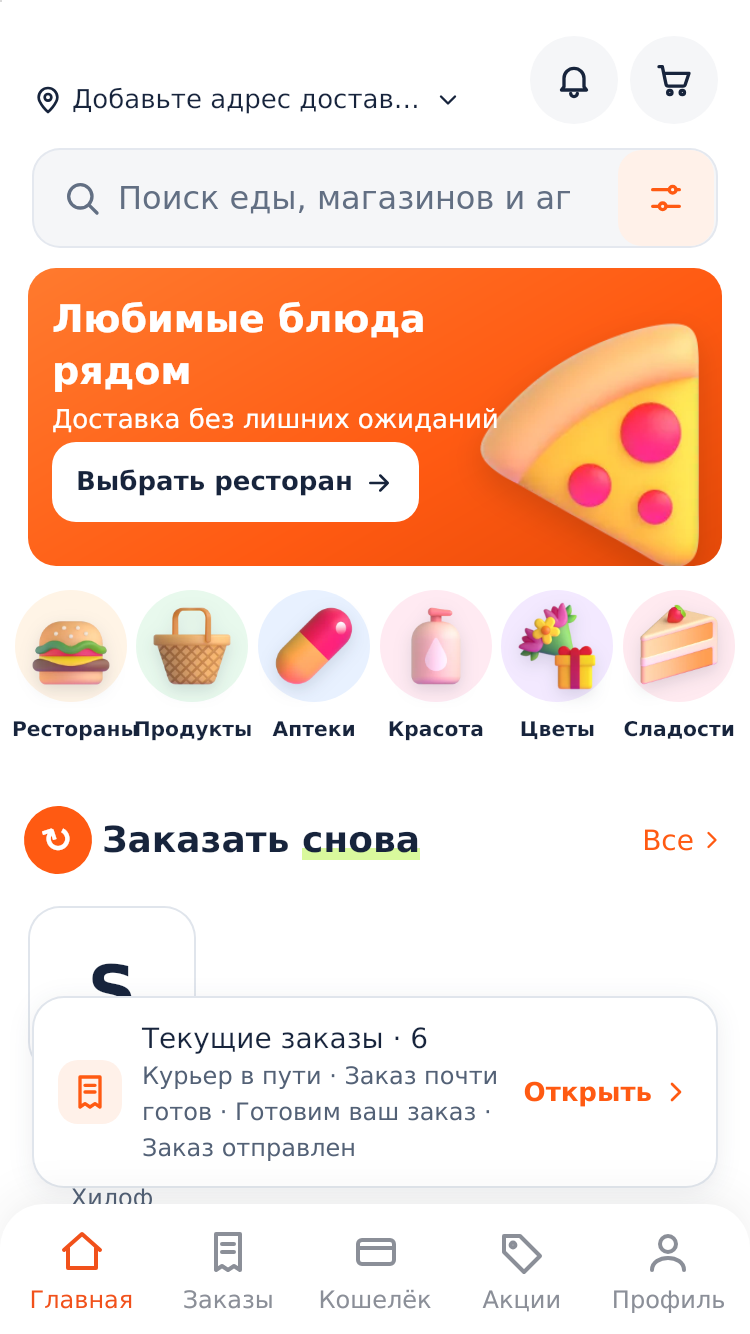 Добавьте адрес достав...
Поиск еды, магазинов и аг
Любимые блюда
рядом
Доставка без лишних ожиданий
Выбрать ресторан →
Рестораны Продукты Аптеки Красота Цветы Сладости
Заказать снова Все
S
Текущие заказы · 6
Курьер в пути · Заказ почти
готов · Готовим ваш заказ ·
Заказ отправлен
Открыть
Хилоф
Главная Заказы Кошелёк Акции Профиль